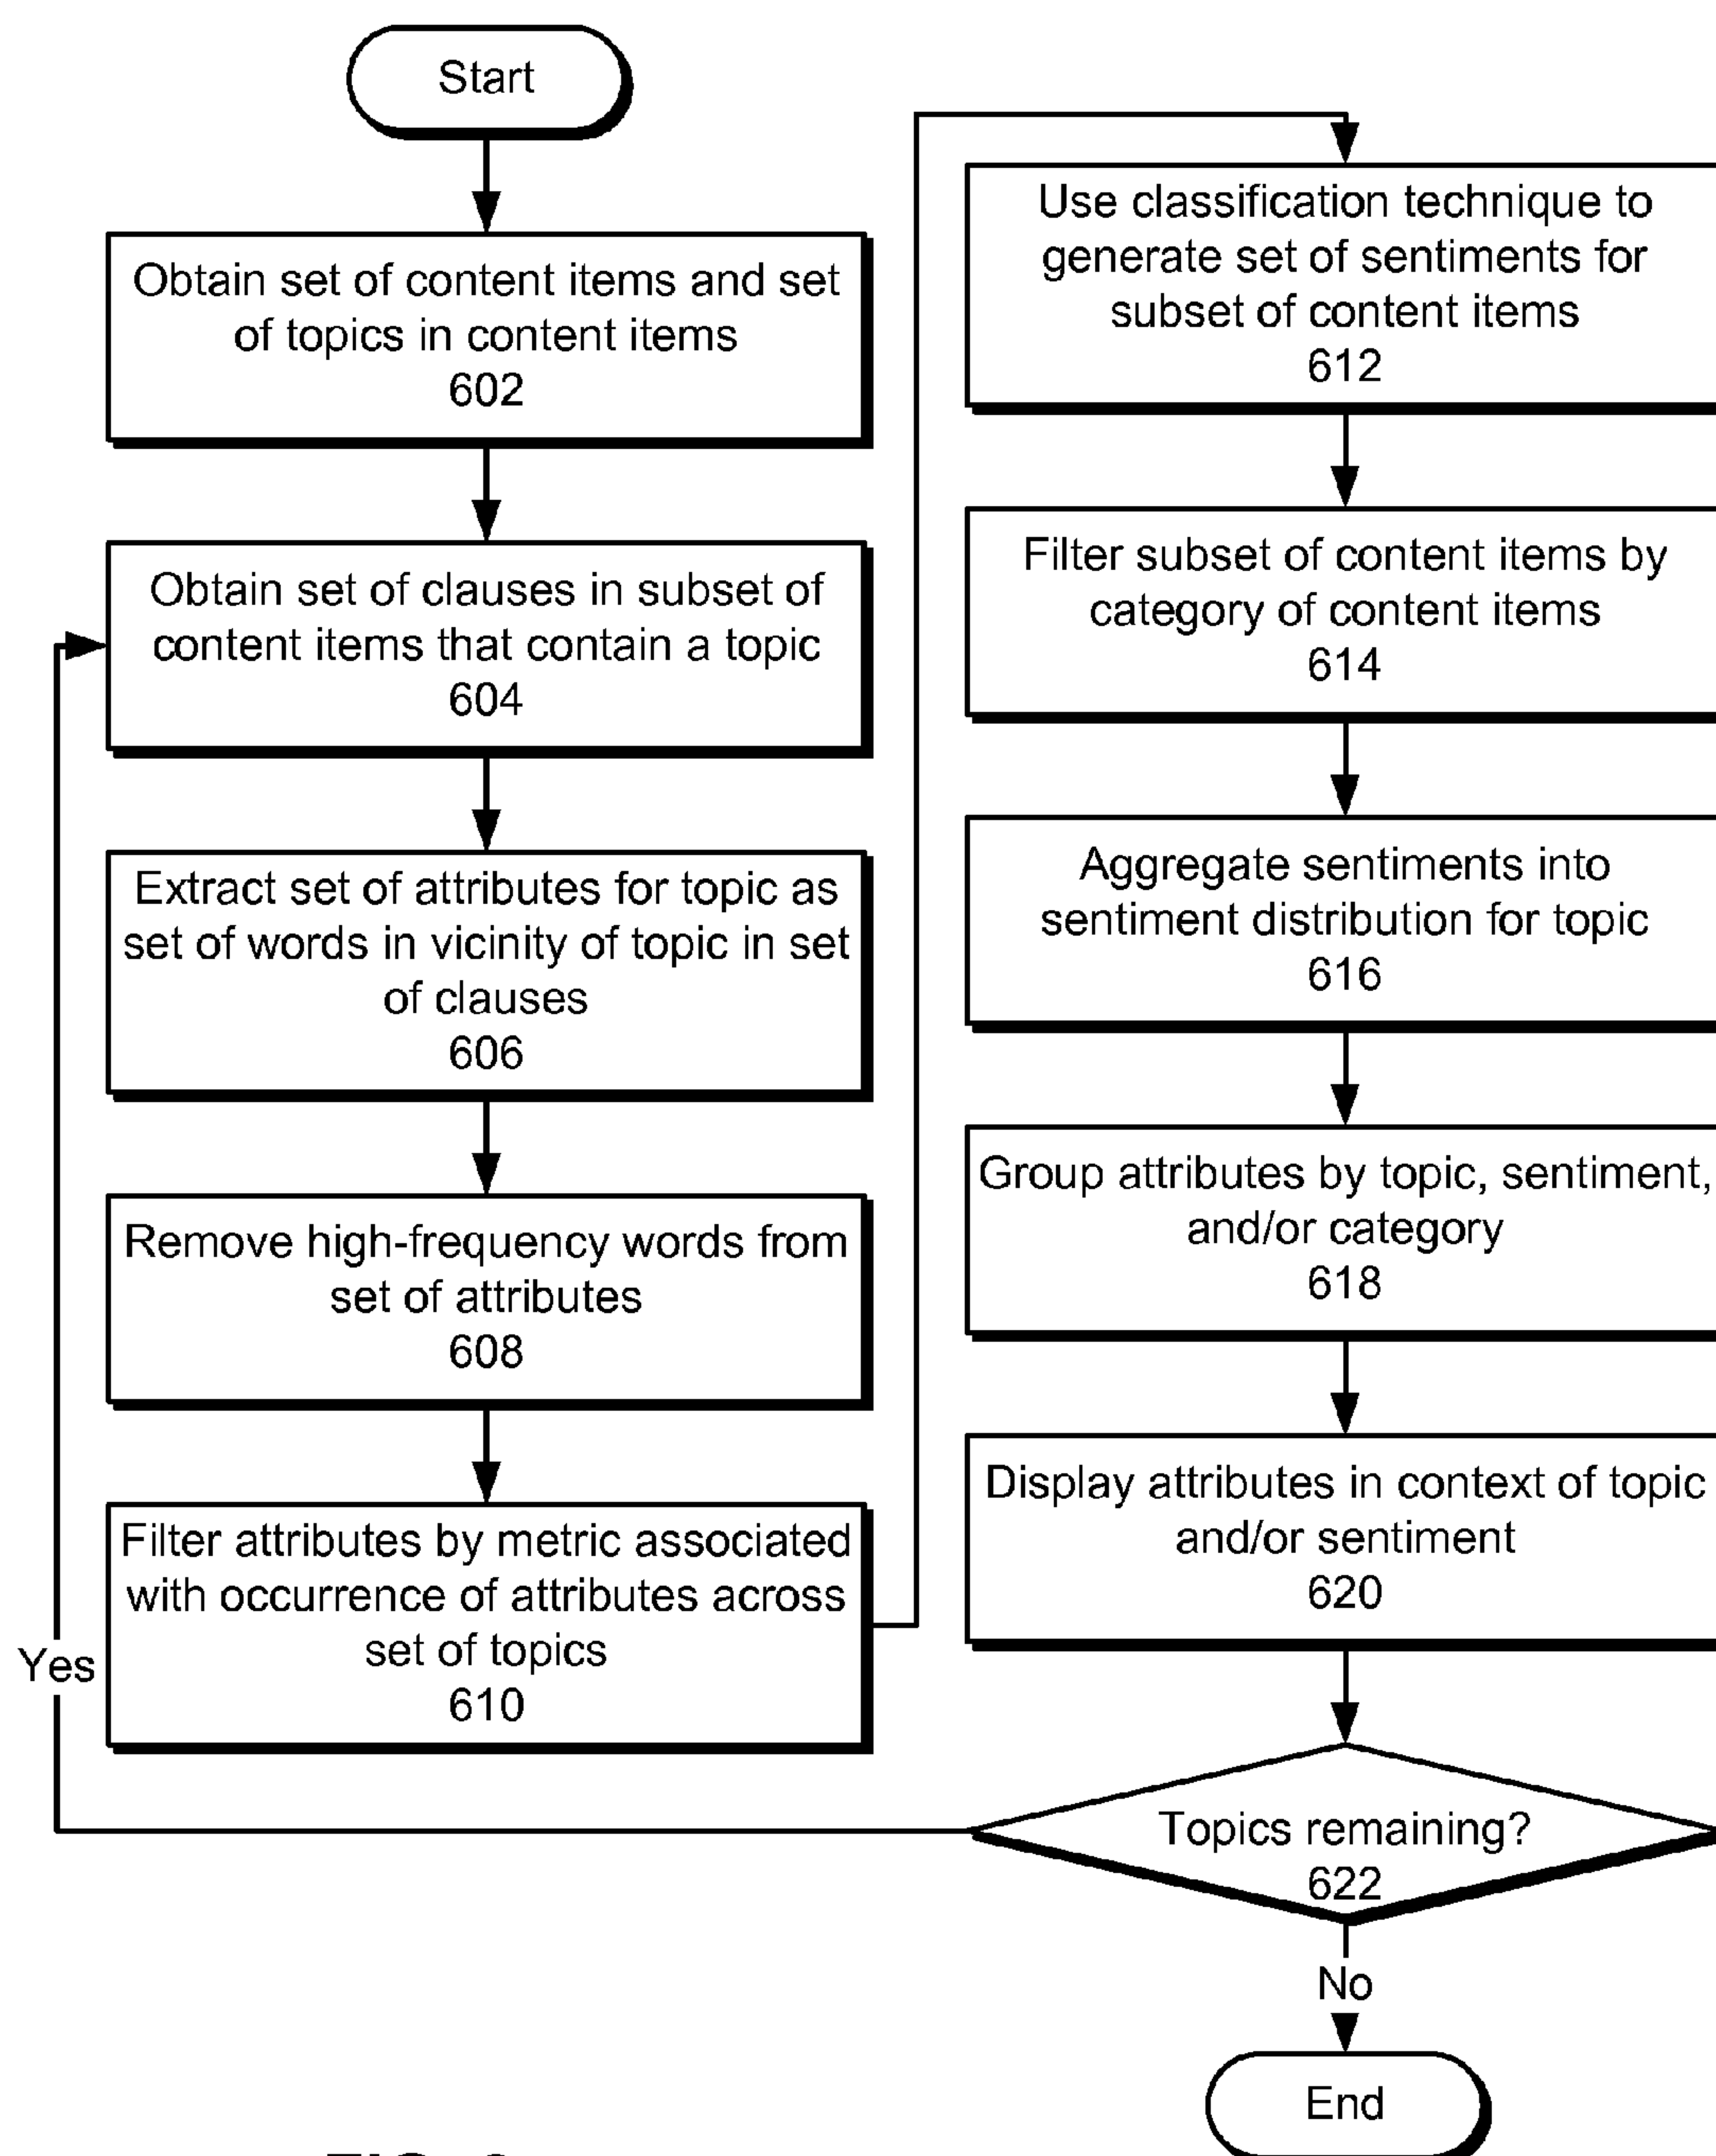 Start
Obtain set of content items and set
of topics in content items
602
Obtain set of clauses in subset of
content items that contain a topic
604
Extract set of attributes for topic as
set of words in vicinity of topic in set
of clauses
606
Remove high-frequency words from
set of attributes
608
Filter attributes by metric associated
with occurrence of attributes across
set of topics
610
Yes
Use classification technique to
generate set of sentiments for
subset of content items
612
Filter subset of content items by
category of content items
614
Aggregate sentiments into
sentiment distribution for topic
616
Group attributes by topic, sentiment,
and/or category
618
Display attributes in context of topic
and/or sentiment
620
Topics remaining?
622
No
End